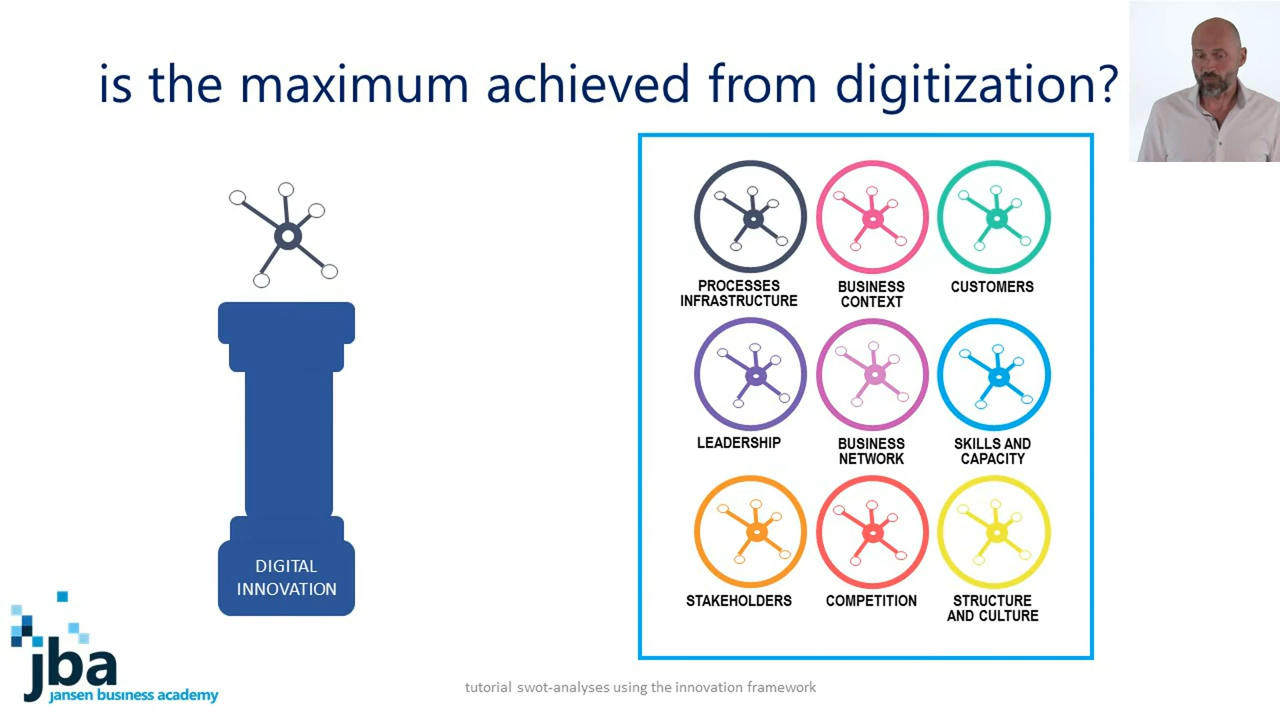 is the maximum achieved from digitization?
PROCESSES
INFRASTRUCTURE
BUSINESS
CONTEXT
CUSTOMERS
LEADERSHIP
BUSINESS
NETWORK
SKILLS AND
CAPACITY
STAKEHOLDERS
COMPETITION
STRUCTURE
AND CULTURE
DIGITAL
INNOVATION
jba
jansen business academy
tutorial swot-analyses using the innovation framework